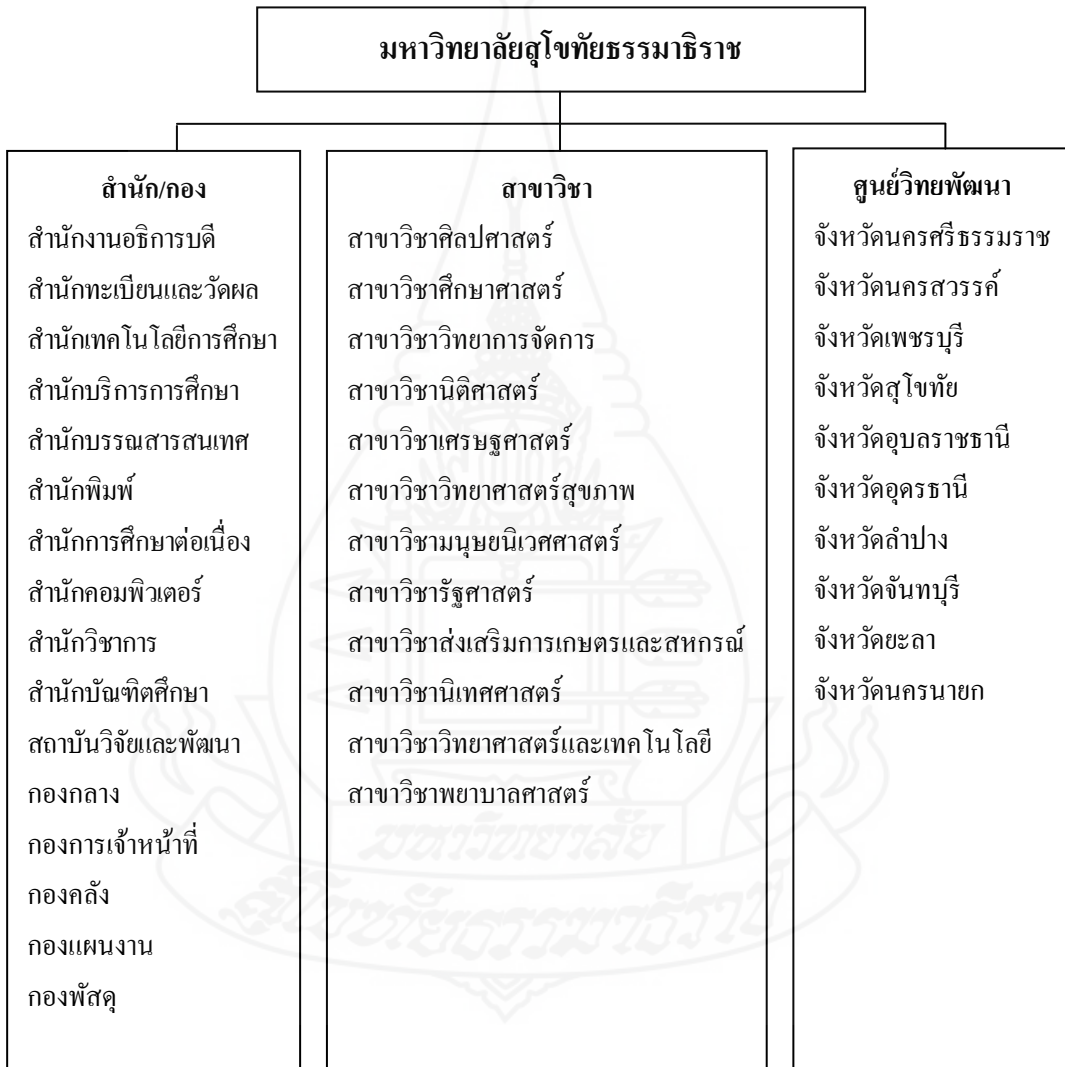 มหาวิทยาลัยสุโขทัยธรรมาธิราช
สำนัก/กอง
สำนักงานอธิการบดี
สำนักทะเบียนและวัดผล
สำนักเทคโนโลยีการศึกษา
สำนักบริการการศึกษา
สำนักบรรณสารสนเทศ
สำนักพิมพ์
สำนักการศึกษาต่อเนื่อง
สำนักคอมพิวเตอร์
สำนักวิชาการ
สำนักบัณฑิตศึกษา
สถาบันวิจัยและพัฒนา
กองกลาง
กองการเจ้าหน้าที่
กองคลัง
กองแผนงาน
กองพัสดุ
สาขาวิชา
สาขาวิชาศิลปศาสตร์
สาขาวิชาศึกษาศาสตร์
สาขาวิชาวิทยาการจัดการ
สาขาวิชานิติศาสตร์
สาขาวิชาเศรษฐศาสตร์
สาขาวิชาวิทยาศาสตร์สุขภาพ
สาขาวิชามนุษยนิเวศศาสตร์
สาขาวิชารัฐศาสตร์
สาขาวิชาส่งเสริมการเกษตรและสหกรณ์
สาขาวิชานิเทศศาสตร์
สาขาวิชาวิทยาศาสตร์และเทคโนโลยี
สาขาวิชาพยาบาลศาสตร์
ศูนย์วิทยพัฒนา
จังหวัดนครศรีธรรมราช
จังหวัดนครสวรรค์
จังหวัดเพชรบุรี
จังหวัดสุโขทัย
จังหวัดอุบลราชธานี
จังหวัดอุดรธานี
จังหวัดลำปาง
จังหวัดจันทบุรี
จังหวัดยะลา
จังหวัดนครนายก
มหาวิทยาลัย
สุโขทัยธรรมาธิราช